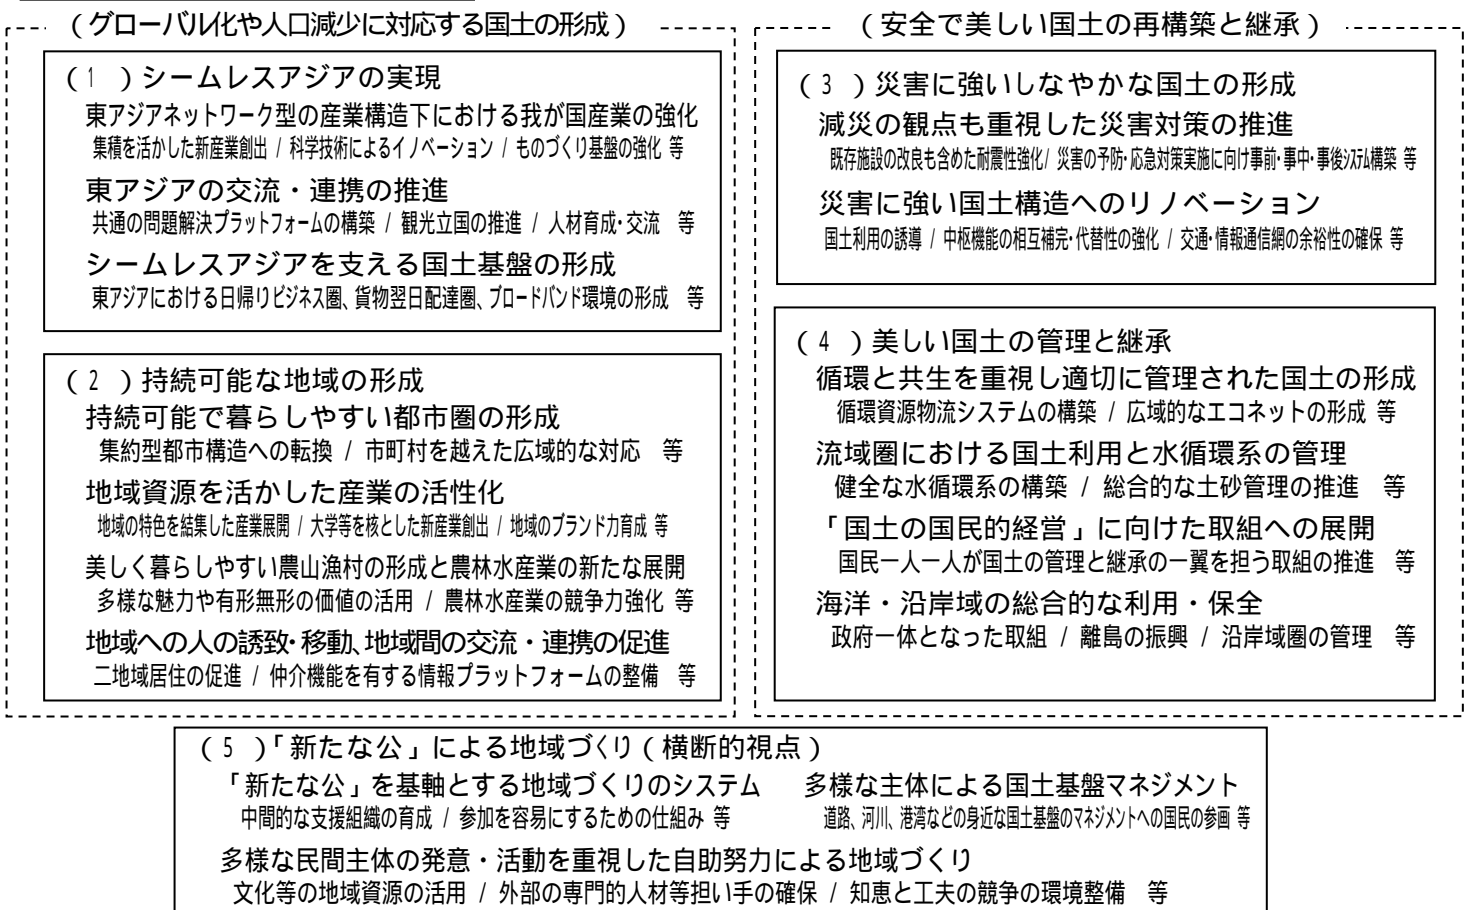 (グローバル化や人口減少に対応する国土の形成)
(1)シームレスアジアの実現
東アジアネットワーク型の産業構造下における我が国産業の強化
集積を活かした新産業創出 / 科学技術によるイノベーション / ものづくり基盤の強化 等
東アジアの交流・連携の推進
共通の問題解決プラットフォームの構築 / 観光立国の推進 / 人材育成・交流 等
シームレスアジアを支える国土基盤の形成
東アジアにおける日帰りビジネス圏、貨物翌日配達圏、ブロードバンド環境の形成 等
(2)持続可能な地域の形成
持続可能で暮らしやすい都市圏の形成
集約型都市構造への転換 / 市町村を越えた広域的な対応 等
地域資源を活かした産業の活性化
地域の特色を結集した産業展開 / 大学等を核とした新産業創出 / 地域のブランド力育成 等
美しく暮らしやすい農山漁村の形成と農林水産業の新たな展開
多様な魅力や有形無形の価値の活用 / 農林水産業の競争力強化 等
地域への人の誘致・移動、地域間の交流・連携の促進
二地域居住の促進 / 仲介機能を有する情報プラットフォームの整備 等
(安全で美しい国土の再構築と継承)
(3)災害に強いしなやかな国土の形成
減災の観点も重視した災害対策の推進
既存施設の改良も含めた耐震性強化/ 災害の予防・応急対策実施に向け事前・事中・事後システム構築 等
災害に強い国土構造へのリノベーション
国土利用の誘導 / 中枢機能の相互補完・代替性の強化 / 交通・情報通信網の余裕性の確保 等
(4)美しい国土の管理と継承
循環と共生を重視し適切に管理された国土の形成
循環資源物流システムの構築 / 広域的なエコネットの形成 等
流域圏における国土利用と水循環系の管理
健全な水循環系の構築 / 総合的な土砂管理の推進 等
「国土の国民的経営」に向けた取組への展開
国民一人一人が国土の管理と継承の一翼を担う取組の推進 等
海洋・沿岸域の総合的な利用・保全
政府一体となった取組 / 離島の振興 / 沿岸域圏の管理 等
(5)「新たな公」による地域づくり(横断的視点)
「新たな公」を基軸とする地域づくりのシステム
中間的な支援組織の育成 / 参加を容易にするための仕組み 等
多様な主体による国土基盤マネジメント
道路、河川、港湾などの身近な国土基盤のマネジメントへの国民の参画 等
多様な民間主体の発意・活動を重視した自助努力による地域づくり
文化等の地域資源の活用 / 外部の専門的人材等担い手の確保 / 知恵と工夫の競争の環境整備 等